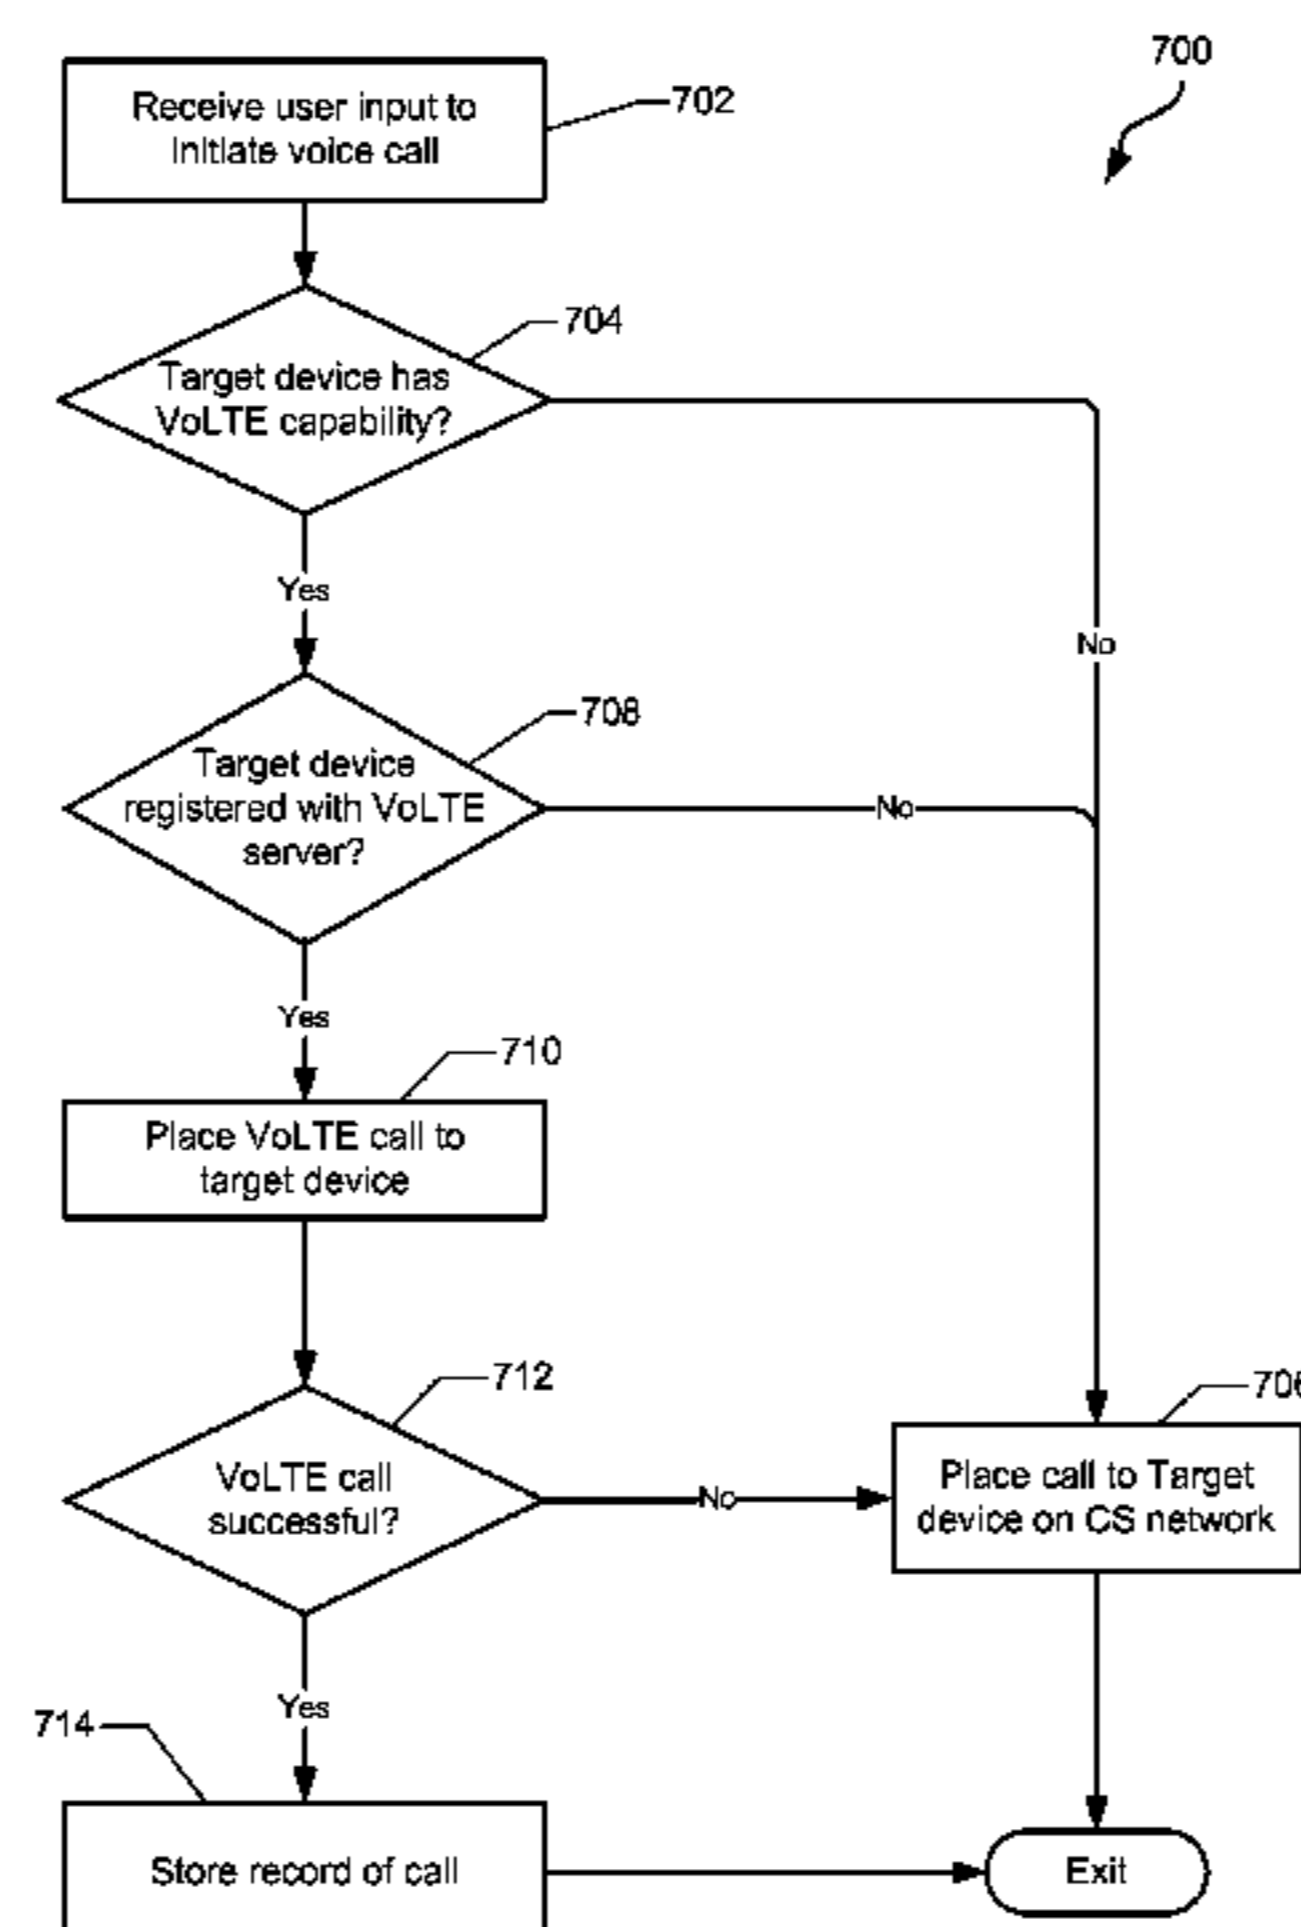 700
Receive user input to
initiate voice call
702
704
Target device has
VoLTE capability?
Yes
No
708
Target device
registered with VoLTE
server?
No
Yes
710
Place VoLTE call to
target device
712
706
VoLTE call
successful?
No
Place call to Target
device on CS network
Yes
714
Store record of call
Exit